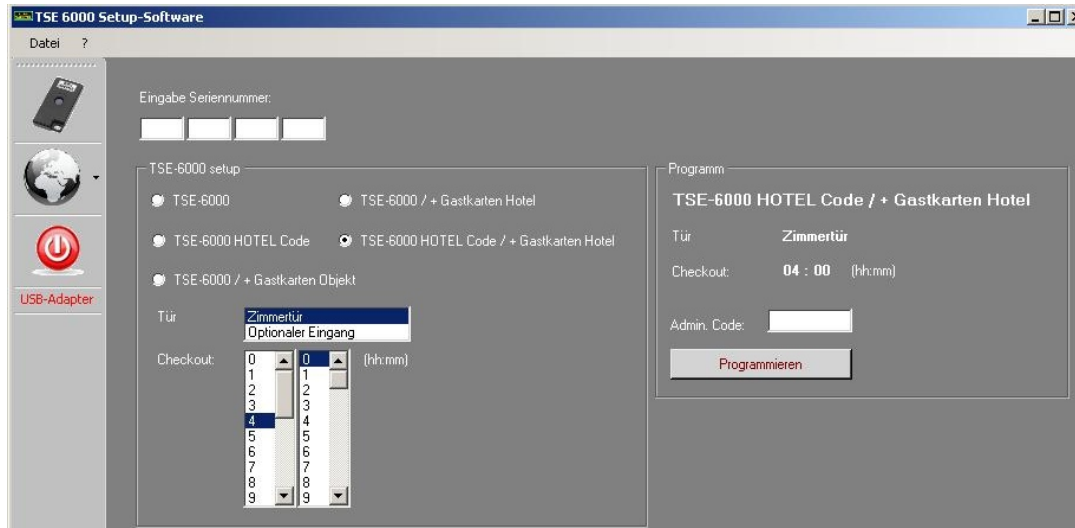 TSE 6000 Setup-Software
Datei ?
USB-Adapter
Eingabe Seriennummer:
TSE-6000 setup
TSE-6000
TSE-6000 / + Gastkarten Hotel
TSE-6000 HOTEL Code
TSE-6000 HOTEL Code / + Gastkarten Hotel
TSE-6000 / + Gastkarten Objekt
Tür
Zimmertür
Optionaler Eingang
Checkout:
0 0 (hh:mm)
1 1
2 2
3 3
4 4
5 5
6 6
7 7
8 8
9 9
Programm
TSE-6000 HOTEL Code / + Gastkarten Hotel
Tür Zimmertür
Checkout: 04 : 00 (hh:mm)
Admin. Code:
Programmieren